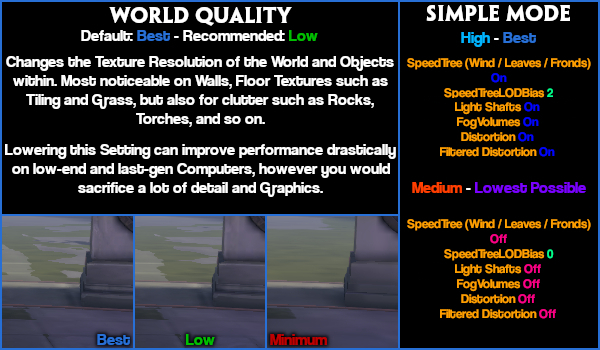 WORLD QUALITY
Default: Best - Recommended: Low
Changes the Texture Resolution of the World and Objects
within. Most noticeable on Walls, Floor Textures such as
Tiling and Grass, but also for clutter such as Rocks,
Torches, and so on.
Lowering this Setting can improve performance drastically
on low-end and last-gen Computers, however you would
sacrifice a lot of detail and Graphics.
Best
Low
Minimum
SIMPLE MODE
High - Best
SpeedTree (Wind / Leaves / Fronds)
On
SpeedTreeLODBias 2
Light Shafts On
FogVolumes On
Distortion On
Filtered Distortion On
Medium - Lowest Possible
SpeedTree (Wind / Leaves / Fronds)
Off
SpeedTreeLODBias 0
Light Shafts Off
FogVolumes Off
Distortion Off
Filtered Distortion Off